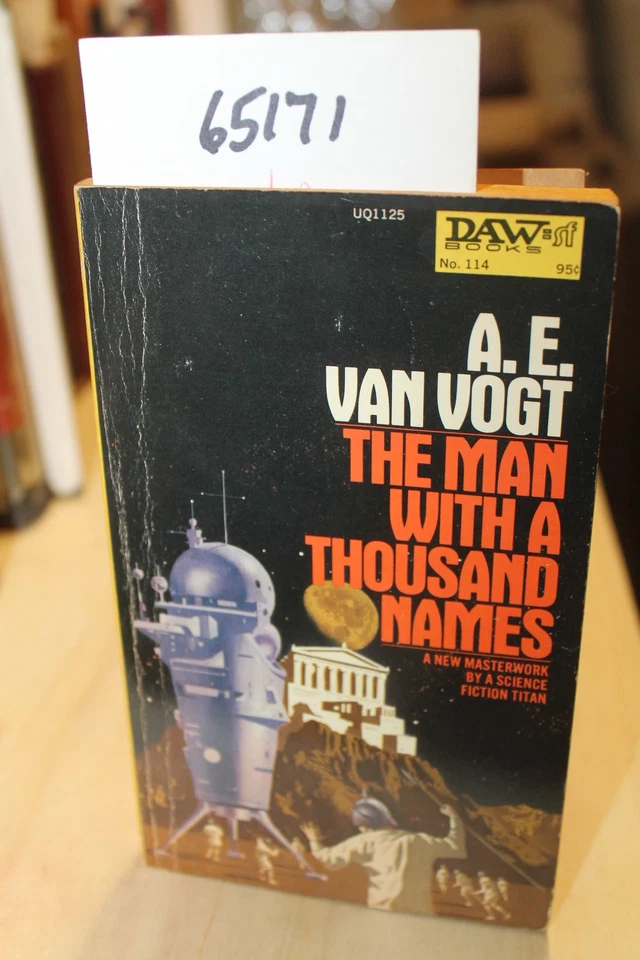 65171
UQ1125
DAW=sf
BOOKS
No. 114 95¢
A. E.
VAN VOGT
THE MAN
WITH A
THOUSAND
NAMES
A NEW MASTERWORK
BY A SCIENCE
FICTION TITAN